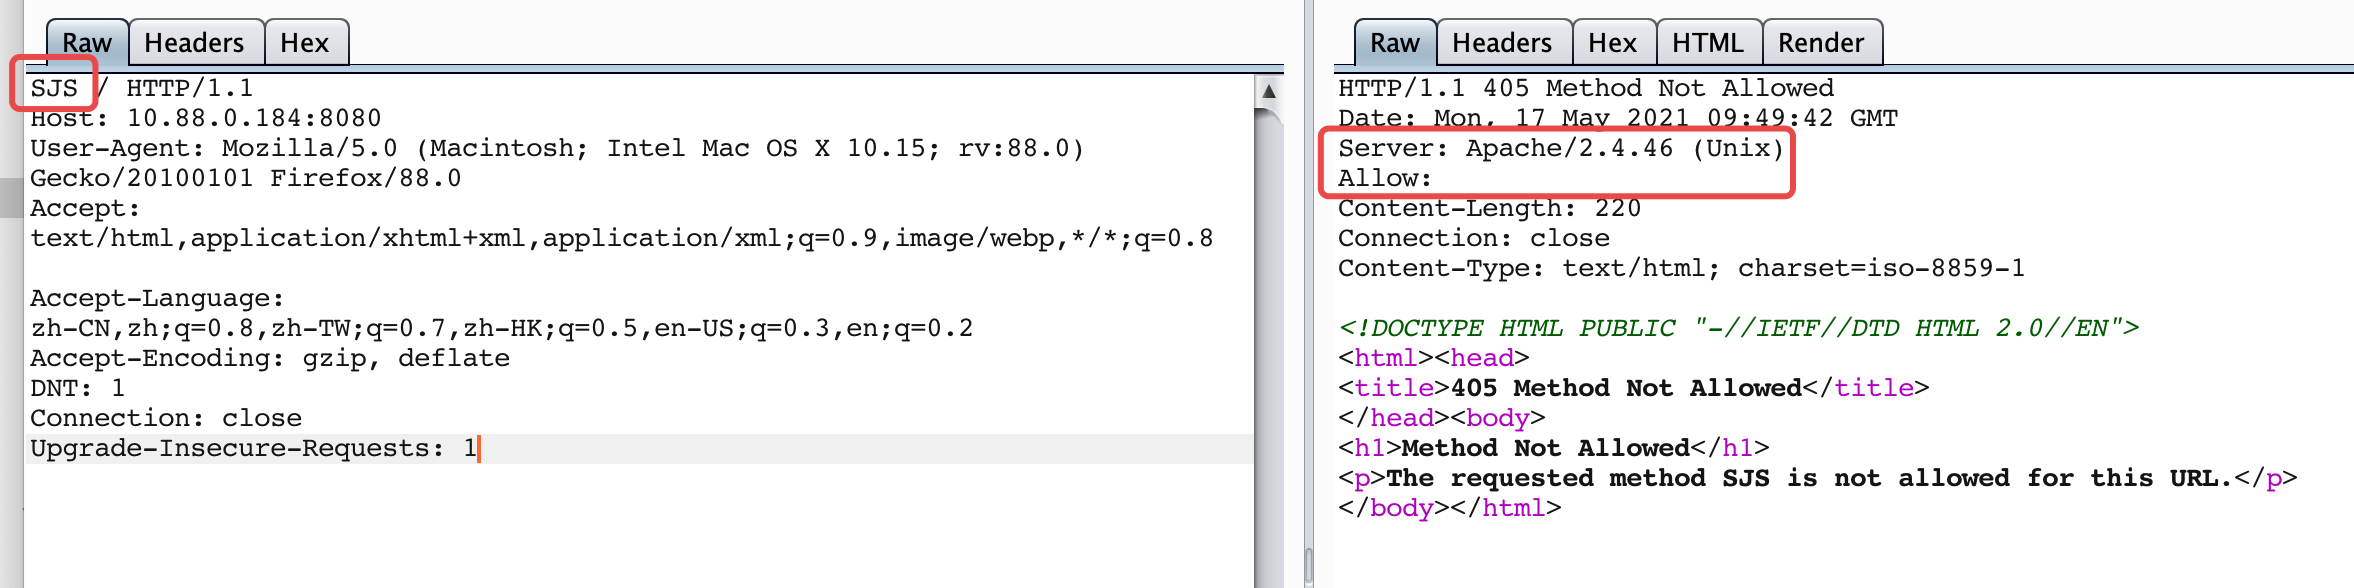 Raw Headers Hex
SJS / HTTP/1.1
Host: 10.88.0.184:8080
User-Agent: Mozilla/5.0 (Macintosh; Intel Mac OS X 10.15; rv:88.0)
Gecko/20100101 Firefox/88.0
Accept:
text/html,application/xhtml+xml,application/xml;q=0.9,image/webp,*/*;q=0.8
Accept-Language:
zh-CN,zh;q=0.8,zh-TW;q=0.7,zh-HK;q=0.5,en-US;q=0.3,en;q=0.2
Accept-Encoding: gzip, deflate
DNT: 1
Connection: close
Upgrade-Insecure-Requests: 1
Raw Headers Hex HTML Render
HTTP/1.1 405 Method Not Allowed
Date: Mon, 17 May 2021 09:49:42 GMT
Server: Apache/2.4.46 (Unix)
Allow:
Content-Length: 220
Connection: close
Content-Type: text/html; charset=iso-8859-1
<!DOCTYPE HTML PUBLIC "-//IETF//DTD HTML 2.0//EN">
<html><head>
<title>405 Method Not Allowed</title>
</head><body>
<h1>Method Not Allowed</h1>
<p>The requested method SJS is not allowed for this URL.</p>
</body></html>